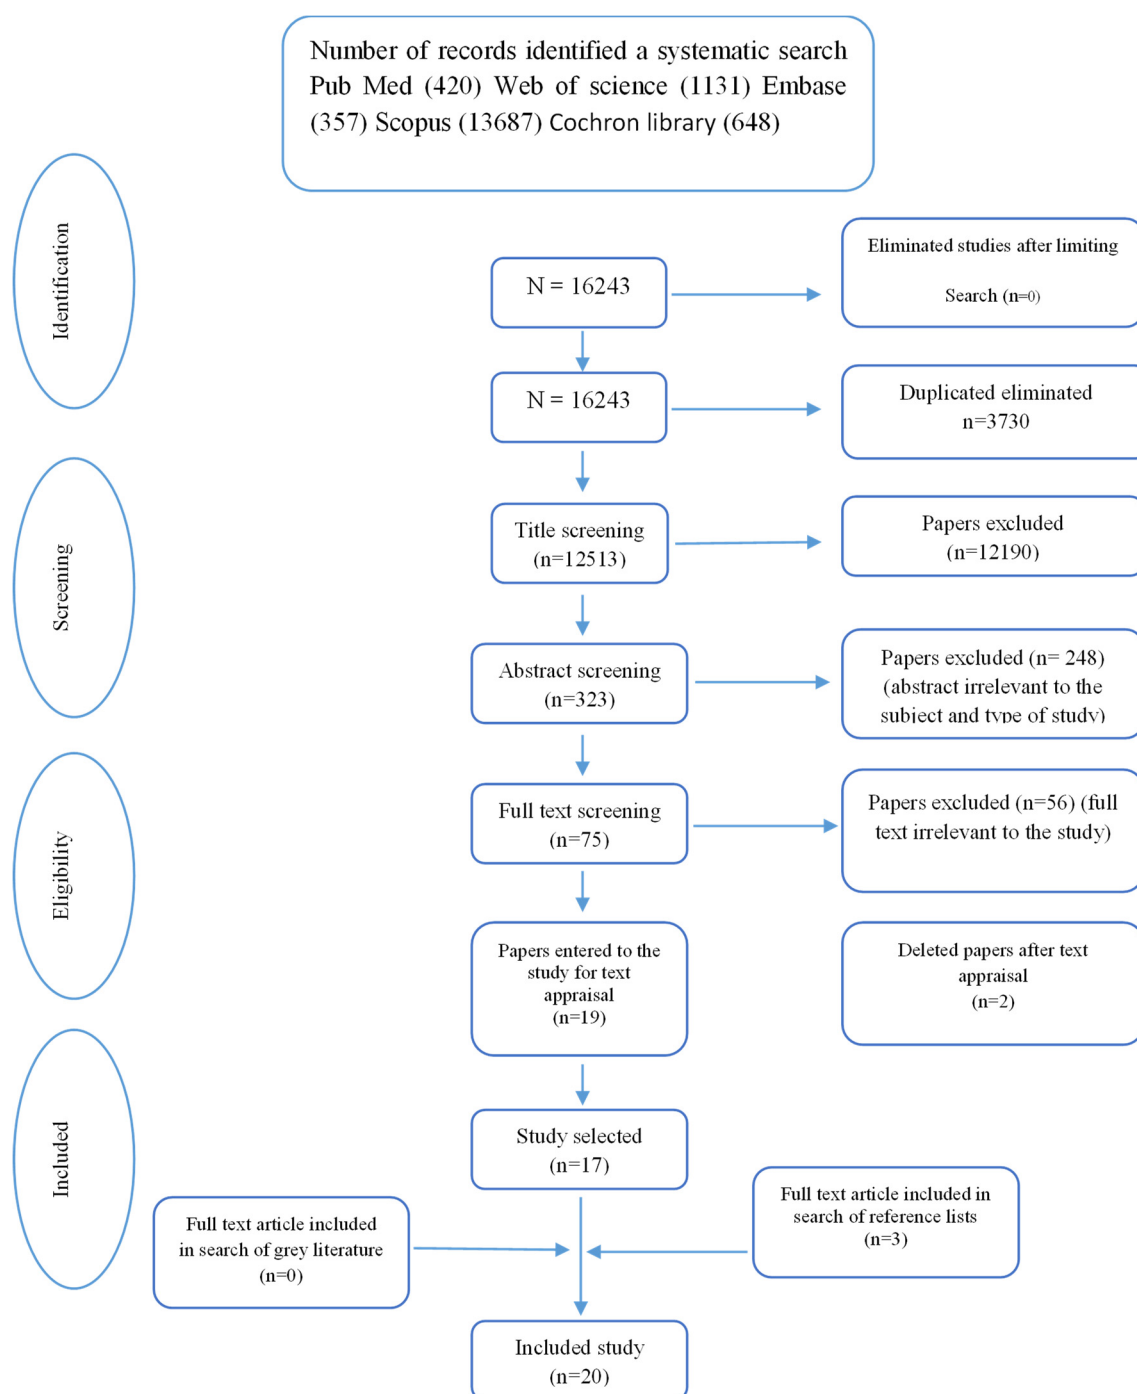 Number of records identified a systematic search
Pub Med (420) Web of science (1131) Embase
(357) Scopus (13687) Cochron library (648)
Identification
N = 16243
Eliminated studies after limiting
Search (n=0)
N = 16243
Duplicated eliminated
n=3730
Screening
Title screening
(n=12513)
Papers excluded
(n=12190)
Abstract screening
(n=323)
Papers excluded (n= 248)
(abstract irrelevant to the
subject and type of study)
Eligibility
Full text screening
(n=75)
Papers excluded (n=56) (full
text irrelevant to the study)
Papers entered to the
study for text
appraisal
(n=19)
Deleted papers after text
appraisal
(n=2)
Included
Study selected
(n=17)
Full text article included
in search of grey literature
(n=0)
Full text article included in
search of reference lists
(n=3)
Included study
(n=20)